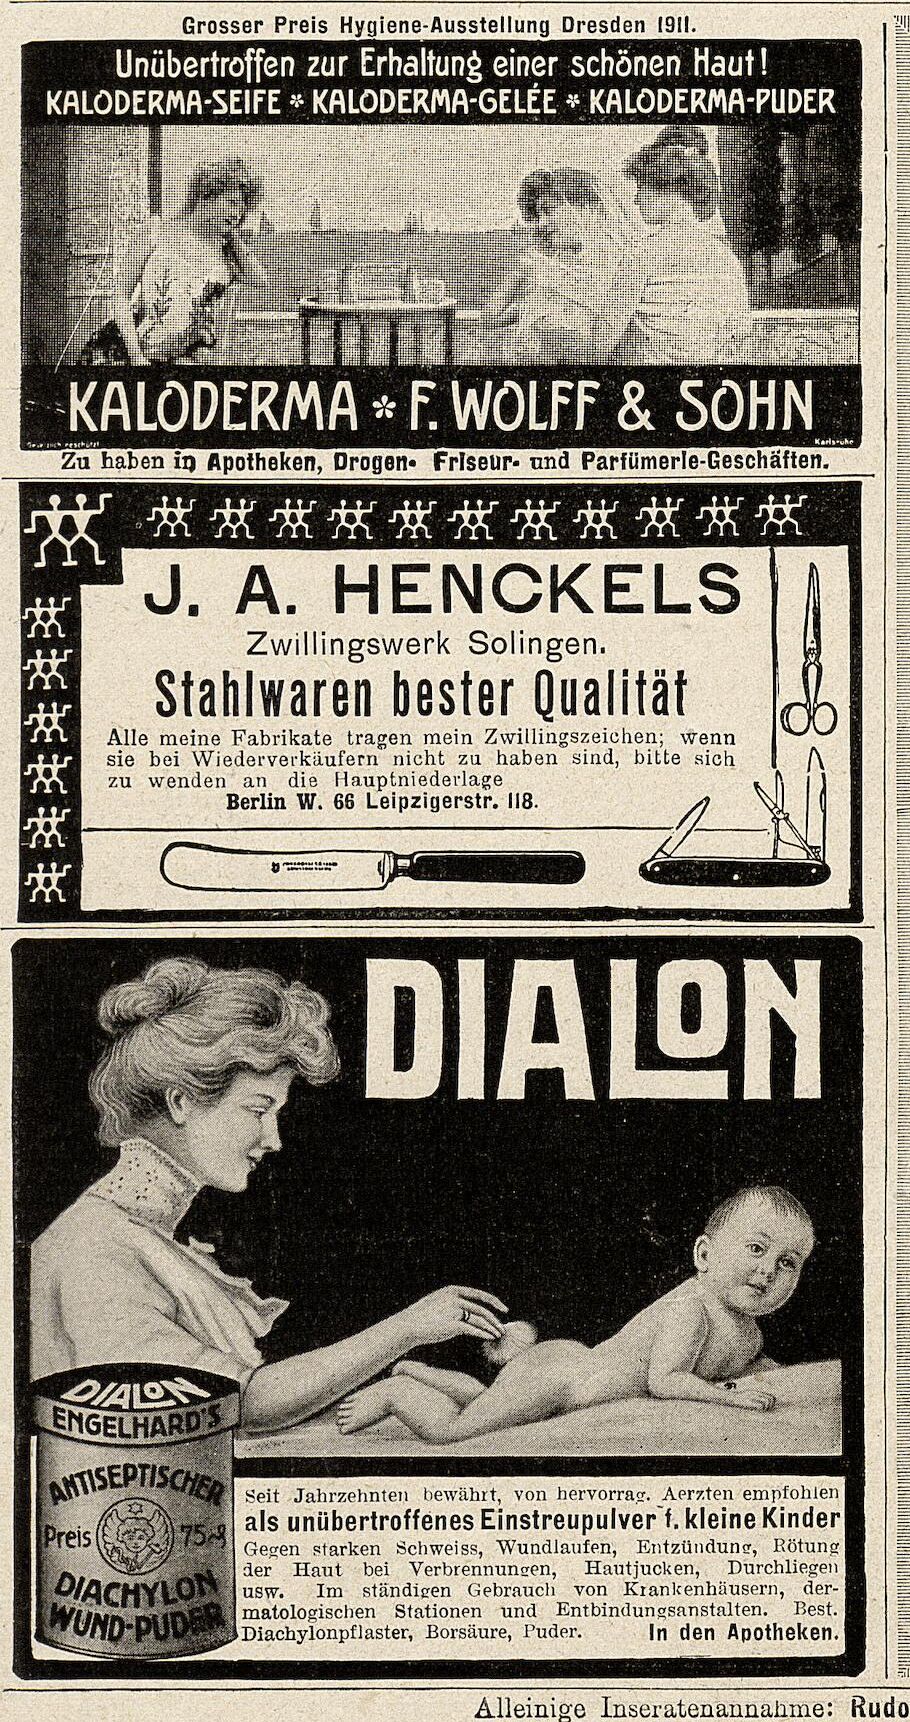 Grosser Preis Hygiene-Ausstellung Dresden 1911.
Unübertroffen zur Erhaltung einer schönen Haut!
KALODERMA-SEIFE * KALODERMA-GELÉE * KALODERMA-PUDER
KALODERMA * F. WOLFF & SOHN
Gesetzlich geschützt
Karlsruhe
Zu haben in Apotheken, Drogen- Friseur- und Parfümerie-Geschäften.
J. A. HENCKELS
Zwillingswerk Solingen.
Stahlwaren bester Qualität
Alle meine Fabrikate tragen mein Zwillingszeichen; wenn
sie bei Wiederverkäufern nicht zu haben sind, bitte sich
zu wenden an die Hauptniederlage
Berlin W. 66 Leipzigerstr. 118.
DIALON
DIALON
ENGELHARD'S
ANTISEPTISCHER
Preis 75 ₰
DIACHYLON
WUND-PUDER
Seit Jahrzehnten bewährt, von hervorrag. Aerzten empfohlen
als unübertroffenes Einstreupulver f. kleine Kinder
Gegen starken Schweiss, Wundlaufen, Entzündung, Rötung
der Haut bei Verbrennungen, Hautjucken, Durchliegen
usw. Im ständigen Gebrauch von Krankenhäusern, der-
matologischen Stationen und Entbindungsanstalten. Best.
Diachylonpflaster, Borsäure, Puder. In den Apotheken.
Alleinige Inseratenannahme: Rudo